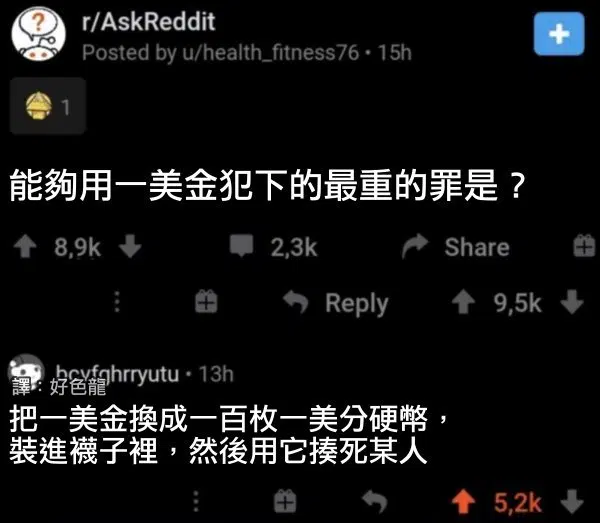 r/AskReddit
Posted by u/health_fitness76 • 15h
1
能夠用一美金犯下的最重的罪是？
8,9k 2,3k Share
Reply 9,5k
bcyfghrryutu • 13h
譯：好色龍
把一美金換成一百枚一美分硬幣，
裝進襪子裡，然後用它揍死某人
5,2k